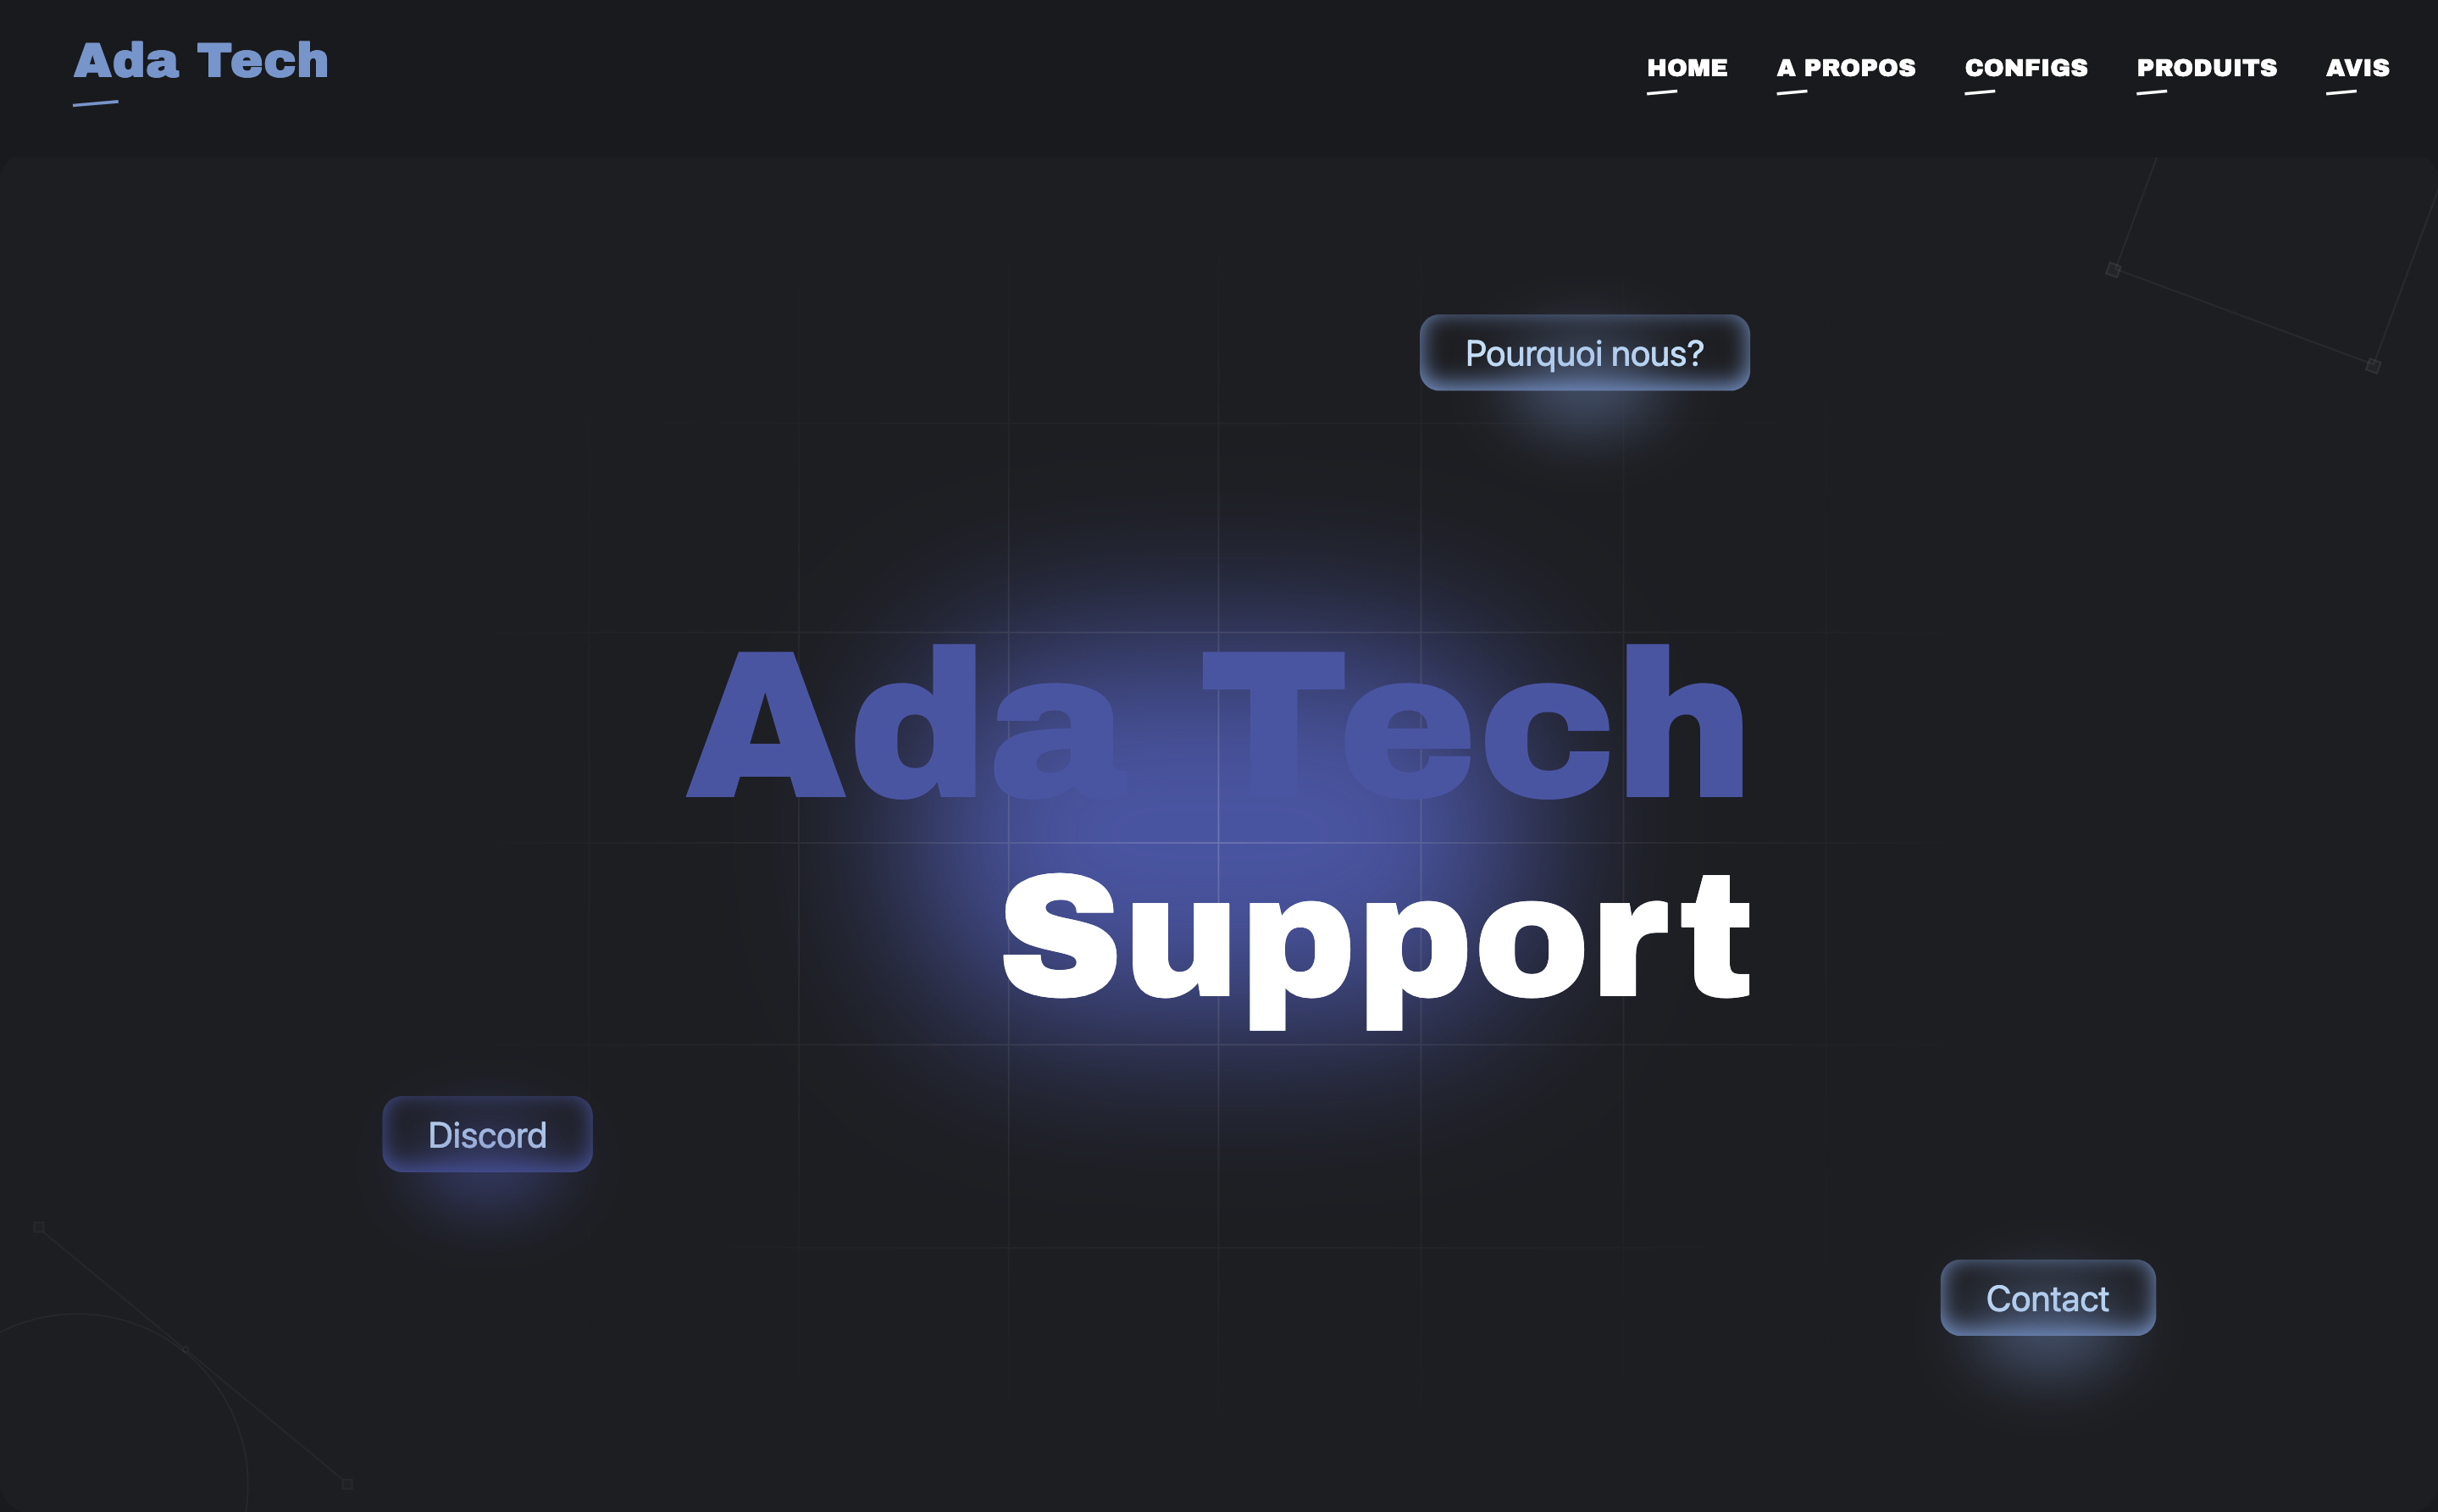 Ada Tech
HOME A PROPOS CONFIGS PRODUITS AVIS
Pourquoi nous?
Ada Tech
Support
Discord
Contact